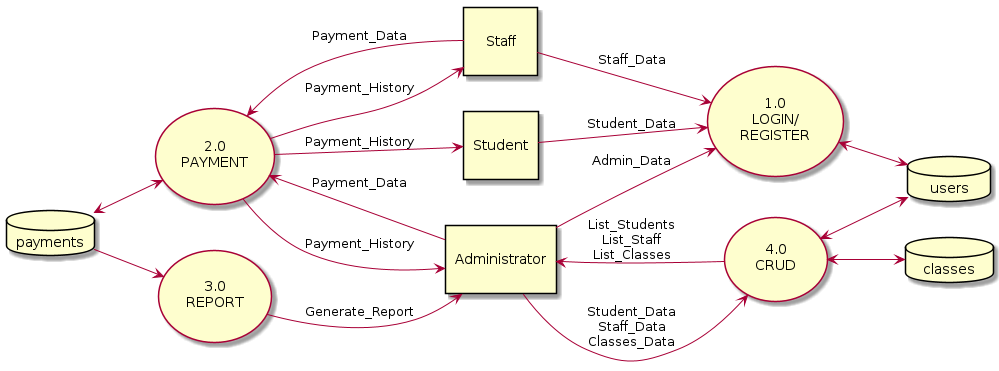 Payment_Data
Staff
Staff_Data
Payment_History
1.0
LOGIN/
REGISTER
2.0
PAYMENT
Payment_History
Student
Student_Data
Payment_Data
Admin_Data
users
payments
Payment_History
Administrator
List_Students
List_Staff
List_Classes
4.0
CRUD
classes
3.0
REPORT
Generate_Report
Student_Data
Staff_Data
Classes_Data